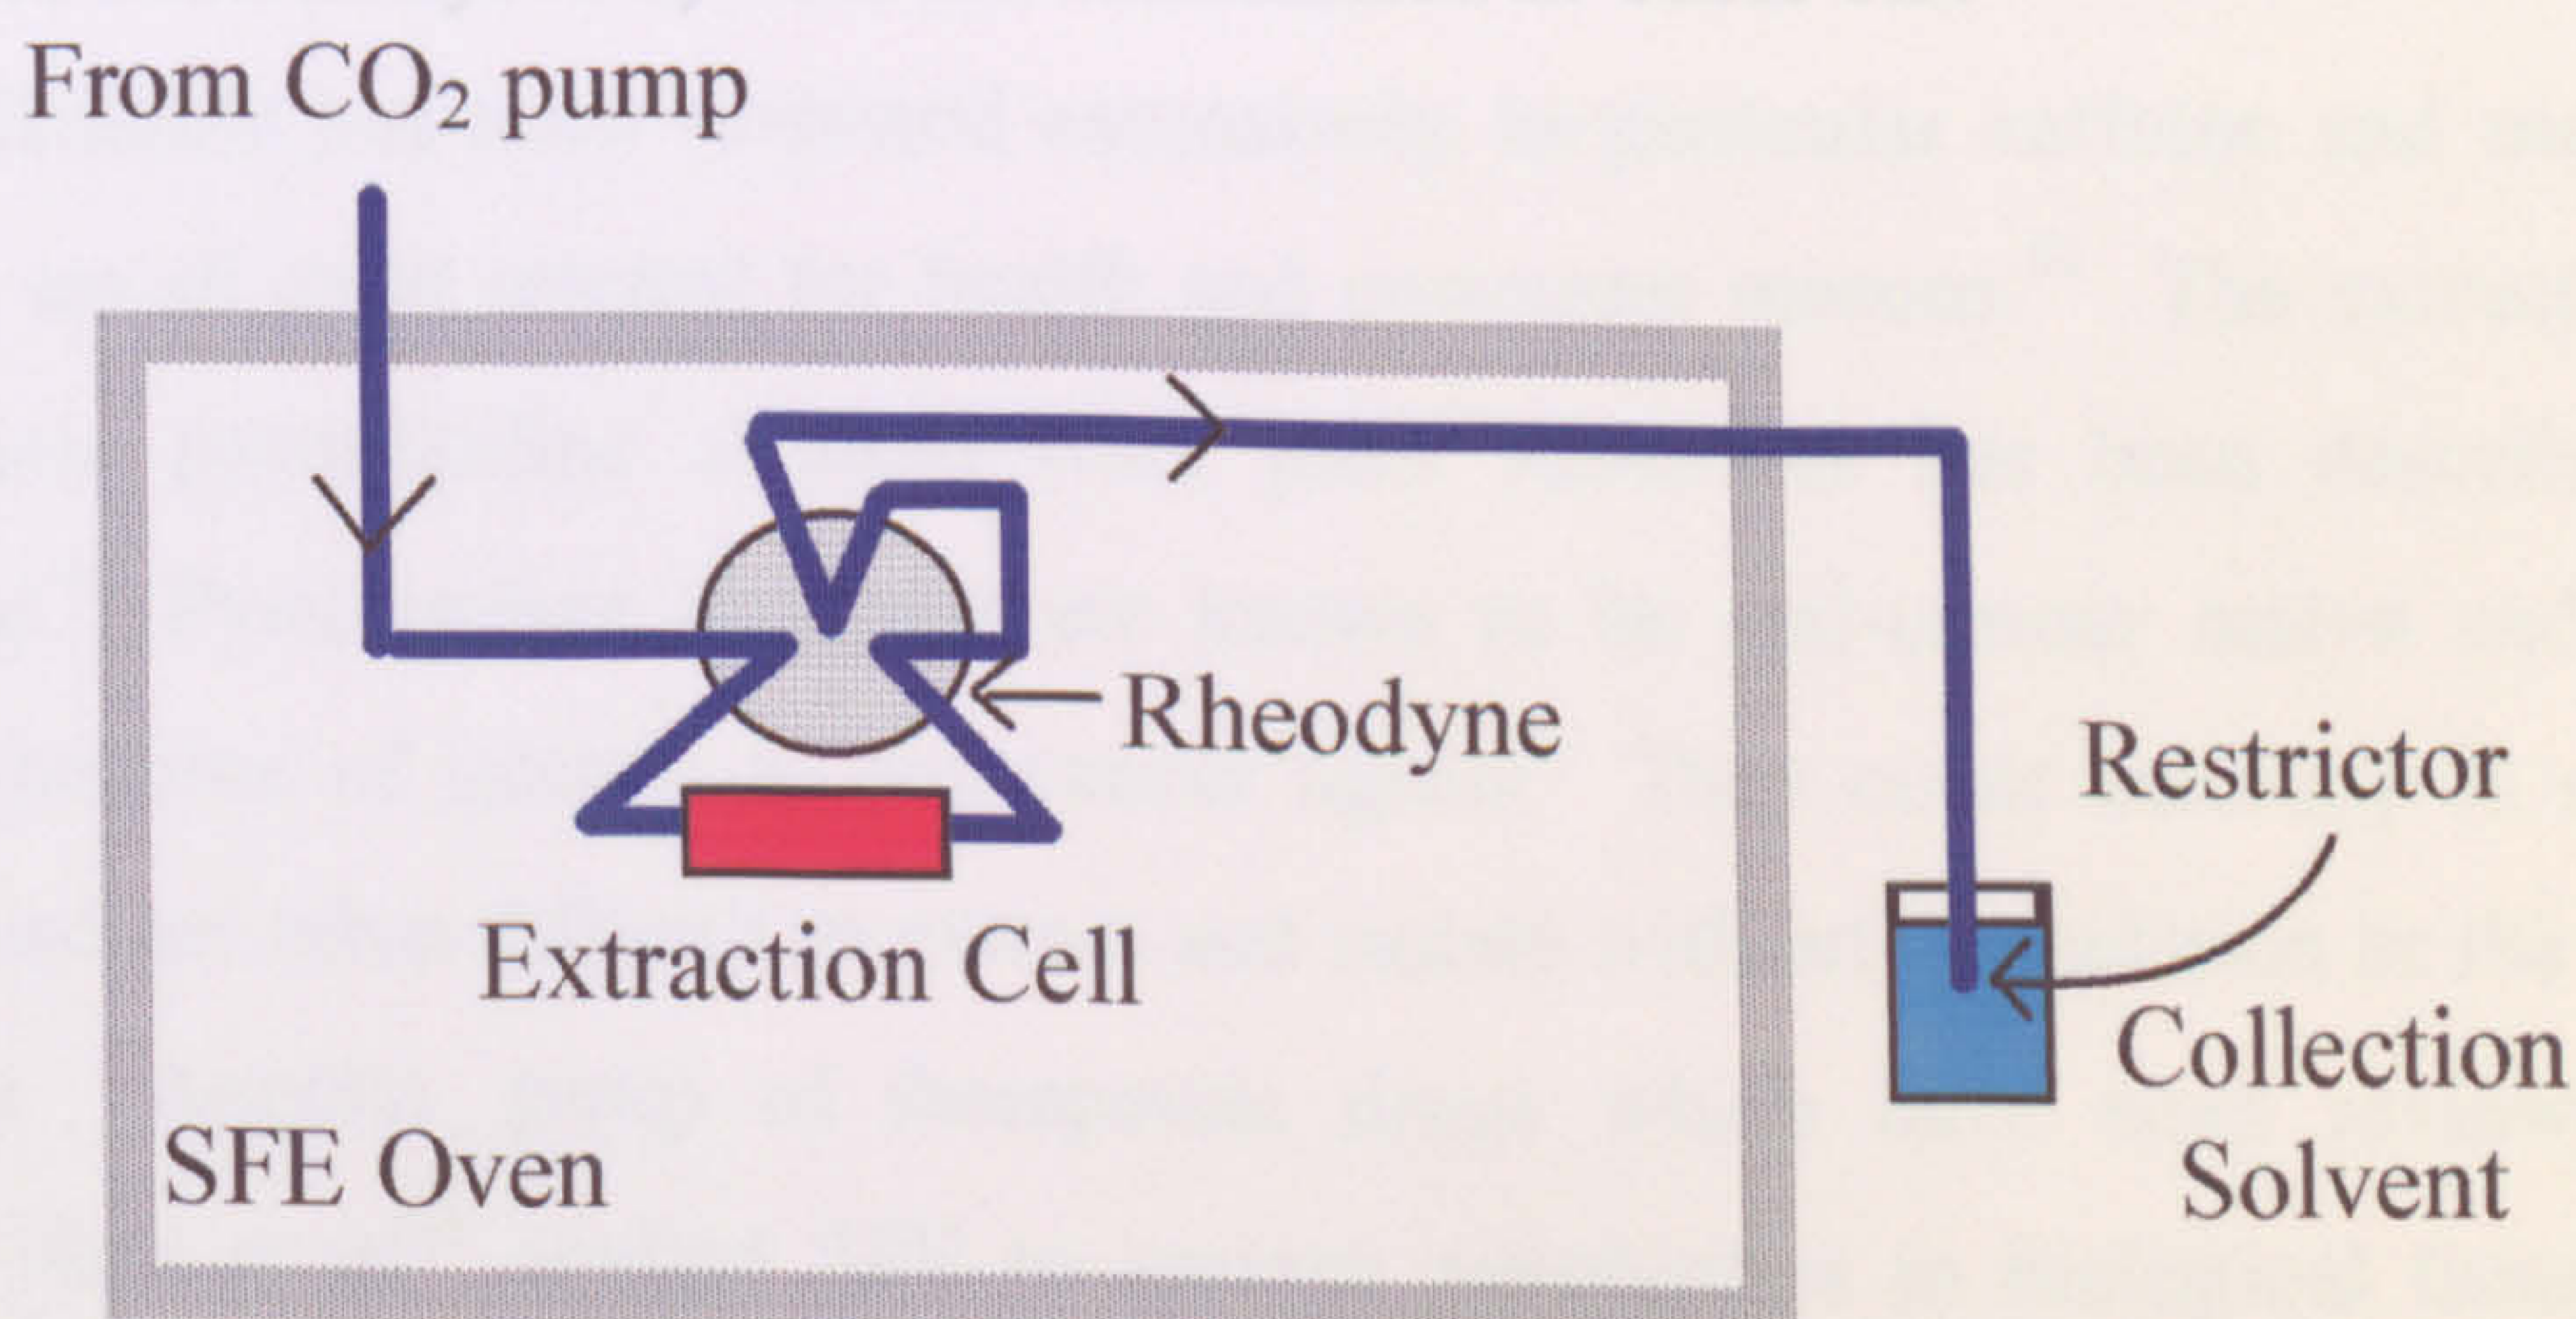 From CO₂ pump
Rheodyne
Restrictor
Extraction Cell
Collection
Solvent
SFE Oven